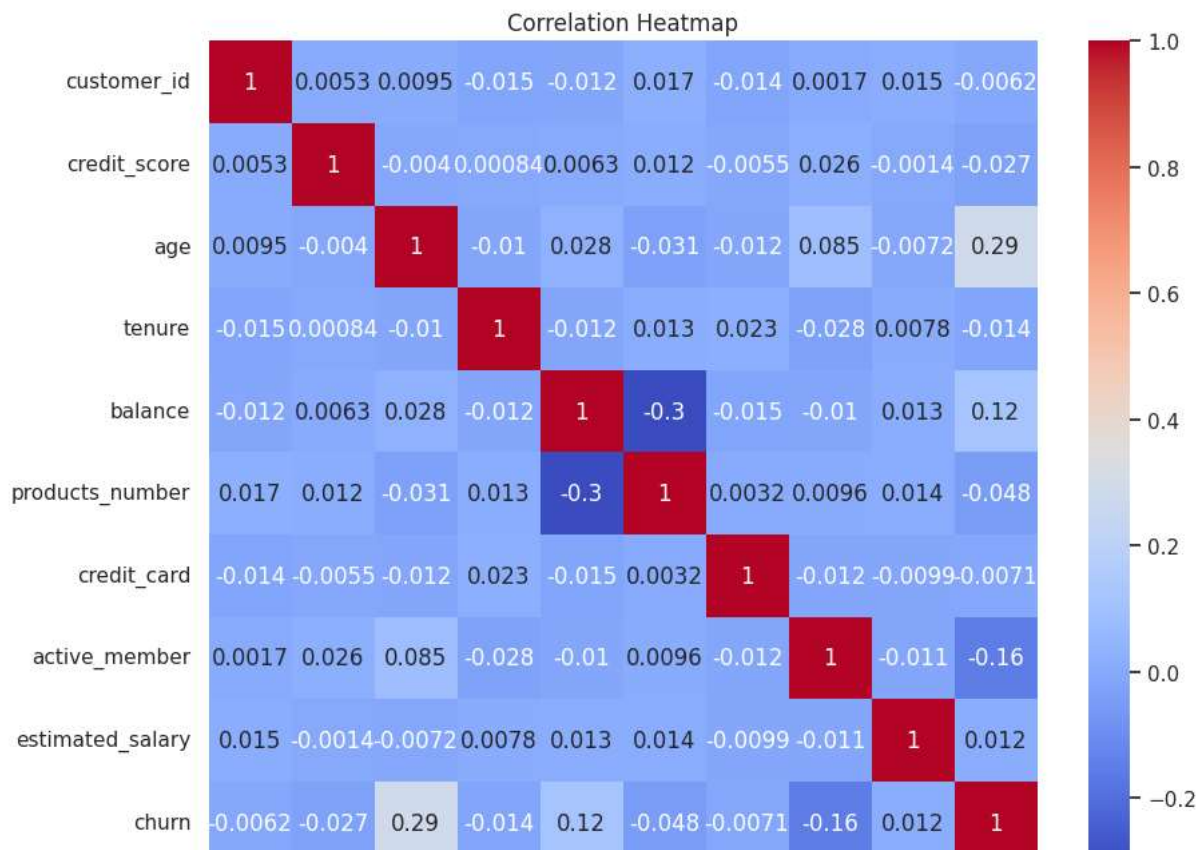 Correlation Heatmap
customer_id 1 0.0053 0.0095 -0.015 -0.012 0.017 -0.014 0.0017 0.015 -0.0062
credit_score 0.0053 1 -0.004 0.00084 0.0063 0.012 -0.0055 0.026 -0.0014 -0.027
age 0.0095 -0.004 1 -0.01 0.028 -0.031 -0.012 0.085 -0.0072 0.29
tenure -0.015 0.00084 -0.01 1 -0.012 0.013 0.023 -0.028 0.0078 -0.014
balance -0.012 0.0063 0.028 -0.012 1 -0.3 -0.015 -0.01 0.013 0.12
products_number 0.017 0.012 -0.031 0.013 -0.3 1 0.0032 0.0096 0.014 -0.048
credit_card -0.014 -0.0055 -0.012 0.023 -0.015 0.0032 1 -0.012 -0.0099 -0.0071
active_member 0.0017 0.026 0.085 -0.028 -0.01 0.0096 -0.012 1 -0.011 -0.16
estimated_salary 0.015 -0.0014 -0.0072 0.0078 0.013 0.014 -0.0099 -0.011 1 0.012
churn -0.0062 -0.027 0.29 -0.014 0.12 -0.048 -0.0071 -0.16 0.012 1
1.0
0.8
0.6
0.4
0.2
0.0
−0.2